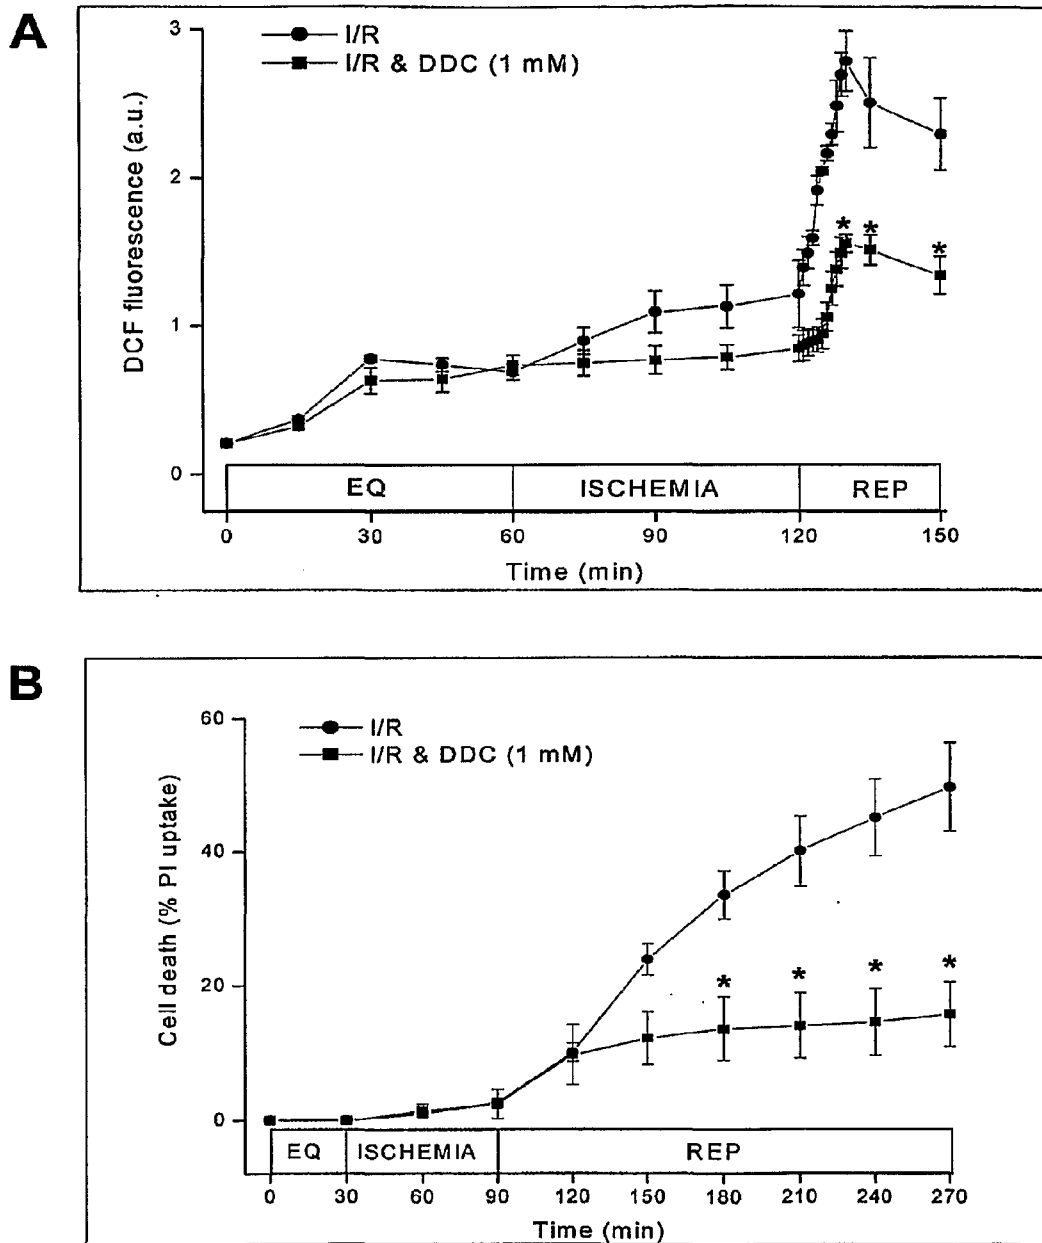 A
3
I/R
I/R & DDC (1 mM)
DCF fluorescence (a.u.)
2
* * *
1
0
EQ ISCHEMIA REP
0 30 60 90 120 150
Time (min)
B
60
I/R
I/R & DDC (1 mM)
Cell death (% PI uptake)
40
20
* * * *
0
EQ ISCHEMIA REP
0 30 60 90 120 150 180 210 240 270
Time (min)